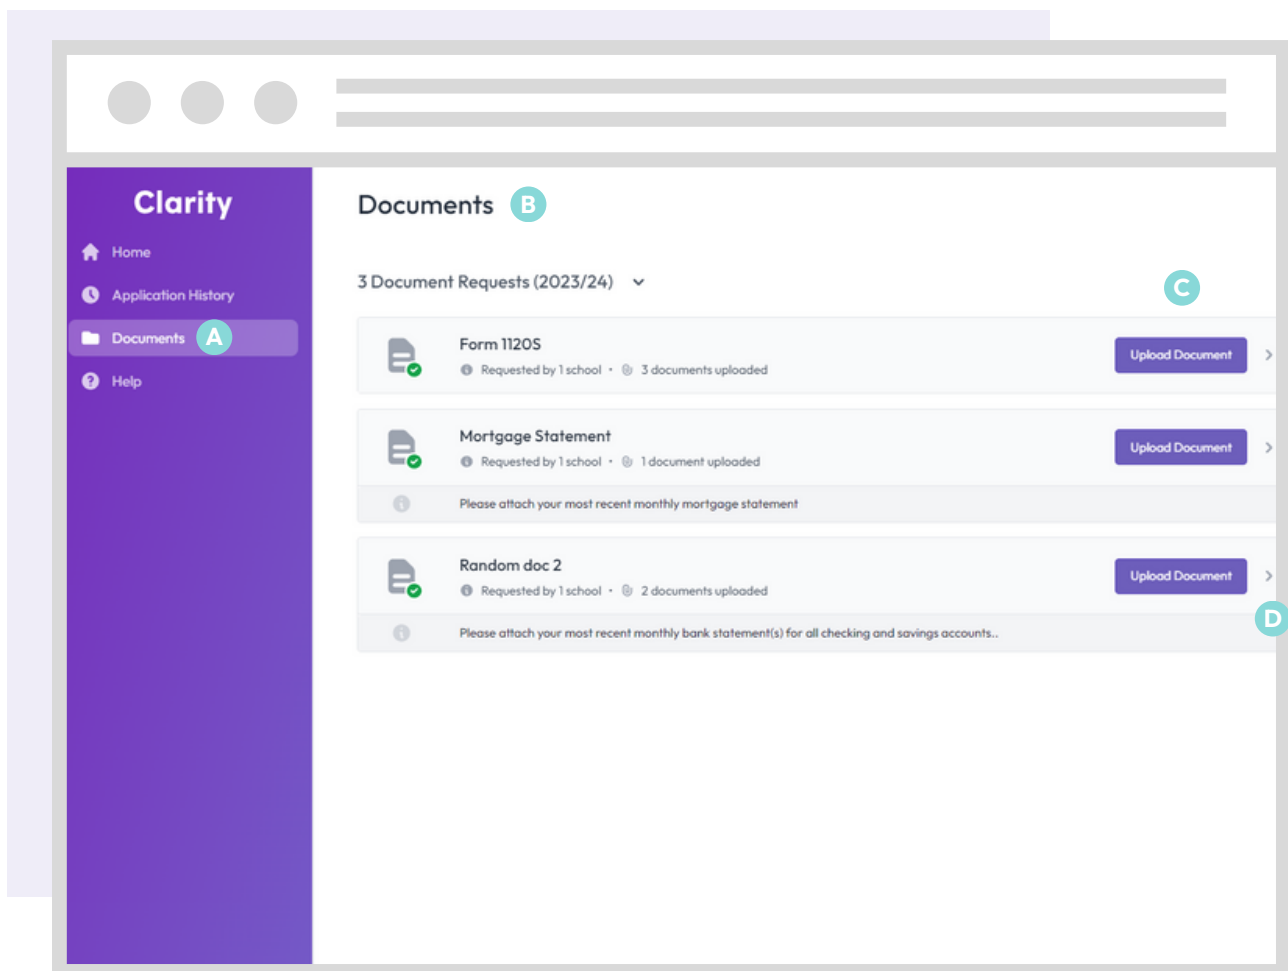 Clarity
Home
Application History
Documents A
Help
Documents B
3 Document Requests (2023/24)
C
Form 1120S
Requested by 1 school • 3 documents uploaded
Upload Document
Mortgage Statement
Requested by 1 school • 1 document uploaded
Upload Document
Please attach your most recent monthly mortgage statement
Random doc 2
Requested by 1 school • 2 documents uploaded
Upload Document
D
Please attach your most recent monthly bank statement(s) for all checking and savings accounts..